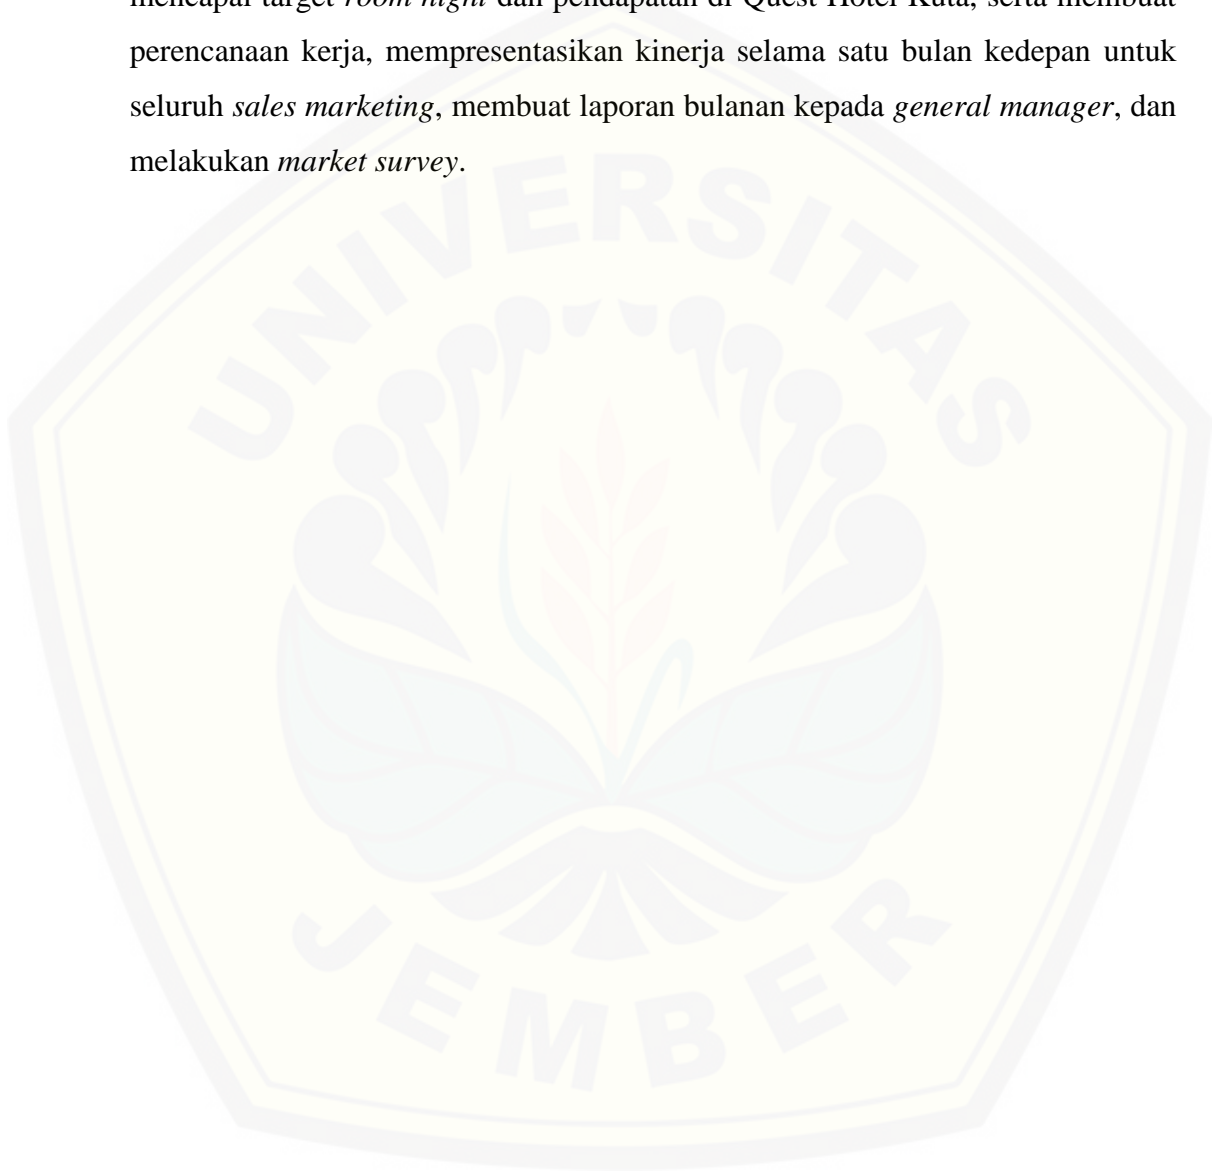 mencapai target room night dan pendapatan di Quest Hotel Kuta, serta membuat
perencanaan kerja, mempresentasikan kinerja selama satu bulan kedepan untuk
seluruh sales marketing, membuat laporan bulanan kepada general manager, dan
melakukan market survey.
UNIVERSITAS
JEMBER